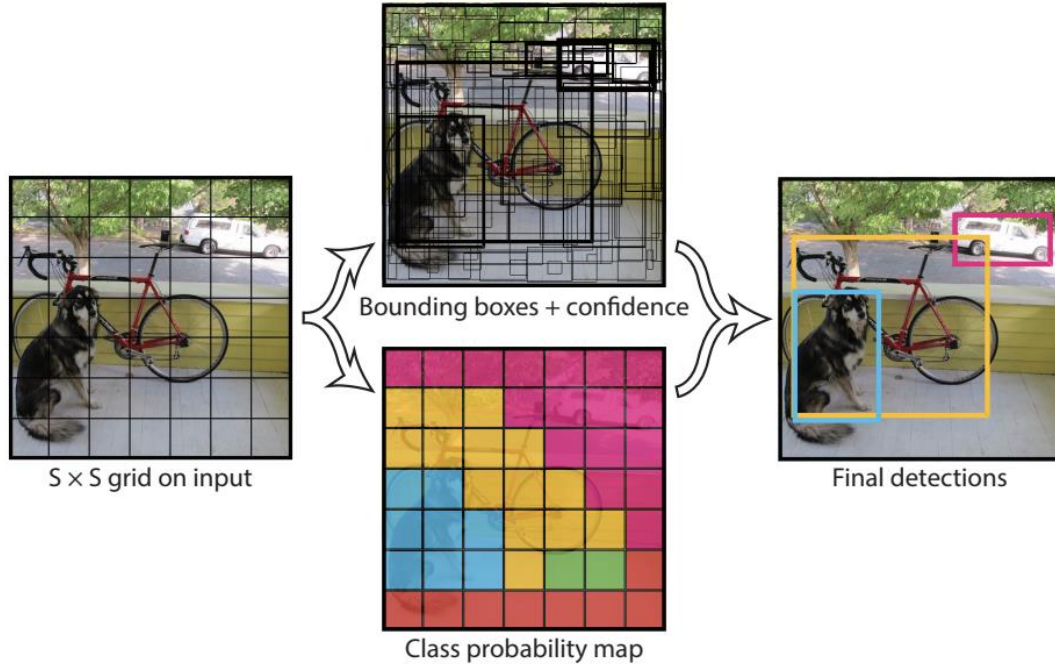 Bounding boxes + confidence
S × S grid on input
Final detections
Class probability map